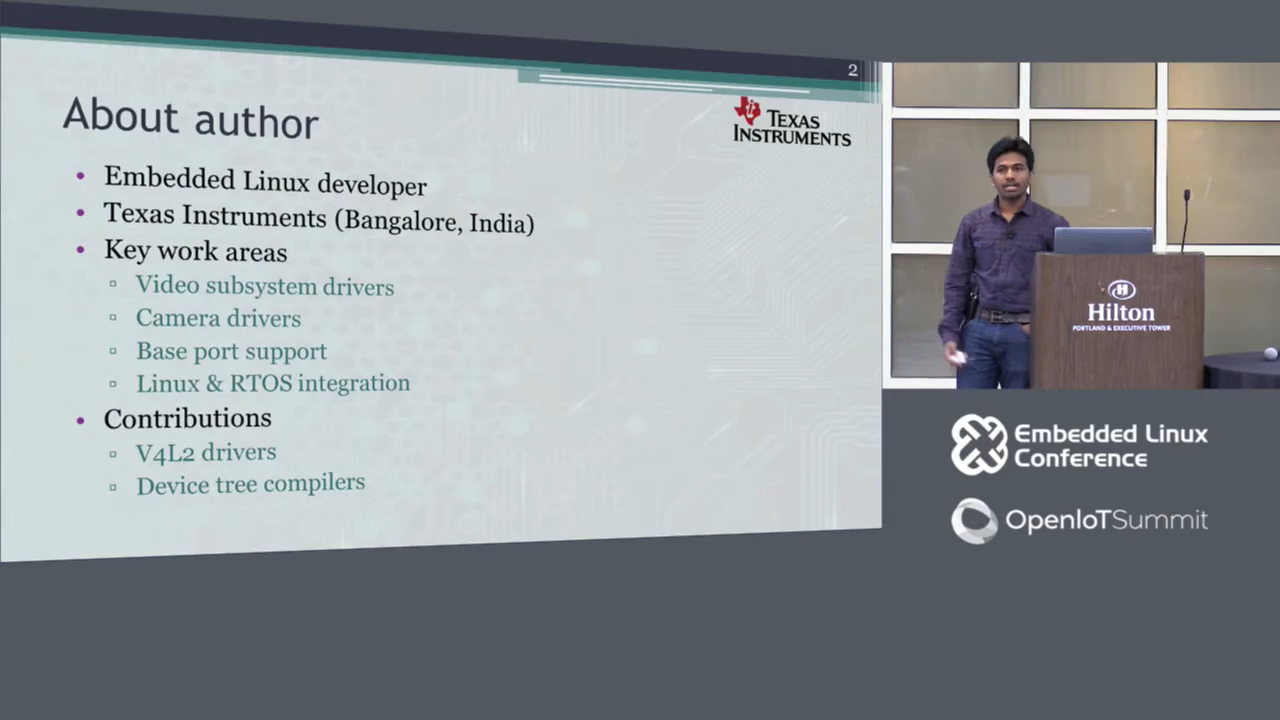 2
About author
TEXAS
INSTRUMENTS
Embedded Linux developer
Texas Instruments (Bangalore, India)
Key work areas
Video subsystem drivers
Camera drivers
Base port support
Linux & RTOS integration
Contributions
V4L2 drivers
Device tree compilers
Hilton
PORTLAND & EXECUTIVE TOWER
Embedded Linux
Conference
OpenIoTSummit